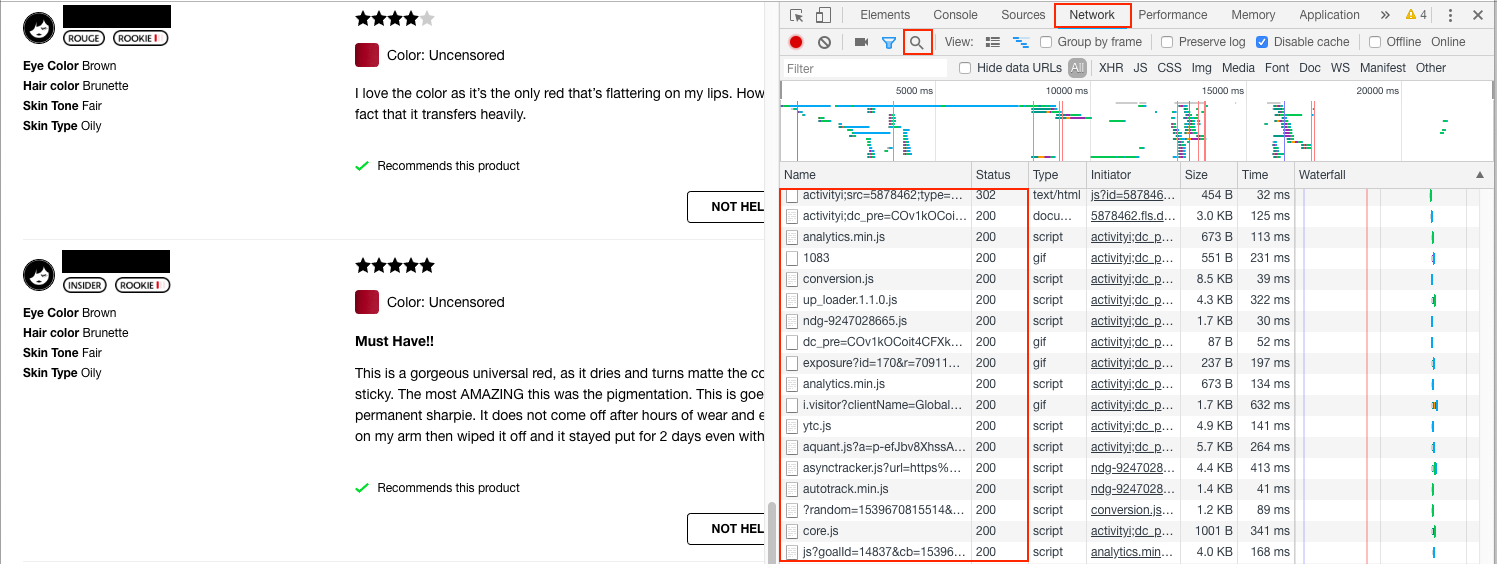 ROUGE ROOKIE
Eye Color Brown
Hair color Brunette
Skin Tone Fair
Skin Type Oily
Color: Uncensored
I love the color as it’s the only red that’s flattering on my lips. How
fact that it transfers heavily.
Recommends this product
NOT HEL
INSIDER ROOKIE
Eye Color Brown
Hair color Brunette
Skin Tone Fair
Skin Type Oily
Color: Uncensored
Must Have!!
This is a gorgeous universal red, as it dries and turns matte the co
sticky. The most AMAZING this was the pigmentation. This is goe
permanent sharpie. It does not come off after hours of wear and e
on my arm then wiped it off and it stayed put for 2 days even with
Recommends this product
NOT HEL
Elements Console Sources Network Performance Memory Application » 4
View: Group by frame Preserve log Disable cache Offline Online
Filter Hide data URLs All XHR JS CSS Img Media Font Doc WS Manifest Other
5000 ms 10000 ms 15000 ms 20000 ms
Name Status Type Initiator Size Time Waterfall
activityi;src=5878462;type=… 302 text/html js?id=587846… 454 B 32 ms
activityi;dc_pre=COv1kOCoi… 200 docu… 5878462.fls.d… 3.0 KB 125 ms
analytics.min.js 200 script activityi;dc_p… 673 B 113 ms
1083 200 gif activityi;dc_p… 551 B 231 ms
conversion.js 200 script activityi;dc_p… 8.5 KB 39 ms
up_loader.1.1.0.js 200 script activityi;dc_p… 4.3 KB 322 ms
ndg-9247028665.js 200 script activityi;dc_p… 1.7 KB 30 ms
dc_pre=COv1kOCoit4CFXk… 200 gif activityi;dc_p… 87 B 52 ms
exposure?id=170&r=70911… 200 gif activityi;dc_p… 237 B 197 ms
analytics.min.js 200 script activityi;dc_p… 673 B 134 ms
i.visitor?clientName=Global… 200 gif activityi;dc_p… 1.7 KB 632 ms
ytc.js 200 script activityi;dc_p… 4.9 KB 141 ms
aquant.js?a=p-efJbv8XhssA… 200 script activityi;dc_p… 5.7 KB 264 ms
asynctracker.js?url=https%… 200 script ndg-9247028… 4.4 KB 413 ms
autotrack.min.js 200 script ndg-9247028… 1.4 KB 41 ms
?random=1539670815514&… 200 script conversion.js… 1.2 KB 89 ms
core.js 200 script activityi;dc_p… 1001 B 341 ms
js?goalId=14837&cb=15396… 200 script analytics.min… 4.0 KB 168 ms